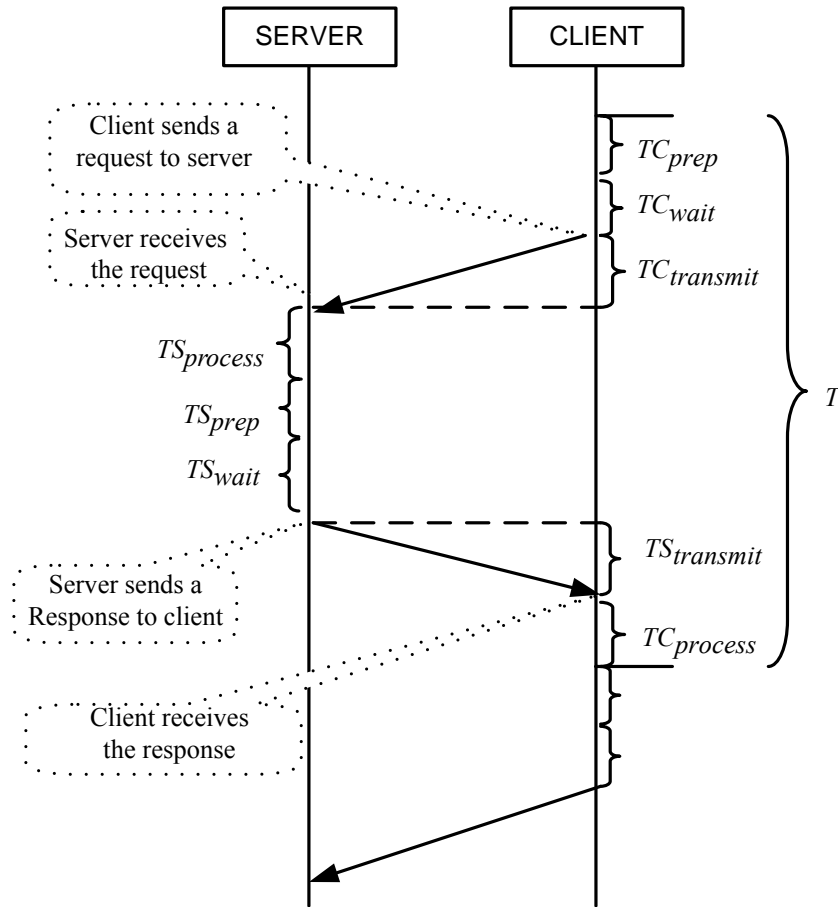 SERVER
CLIENT
Client sends a
request to server
TCprep
TCwait
Server receives
the request
TCtransmit
TSprocess
TSprep
T
TSwait
TStransmit
Server sends a
Response to client
TCprocess
Client receives
the response